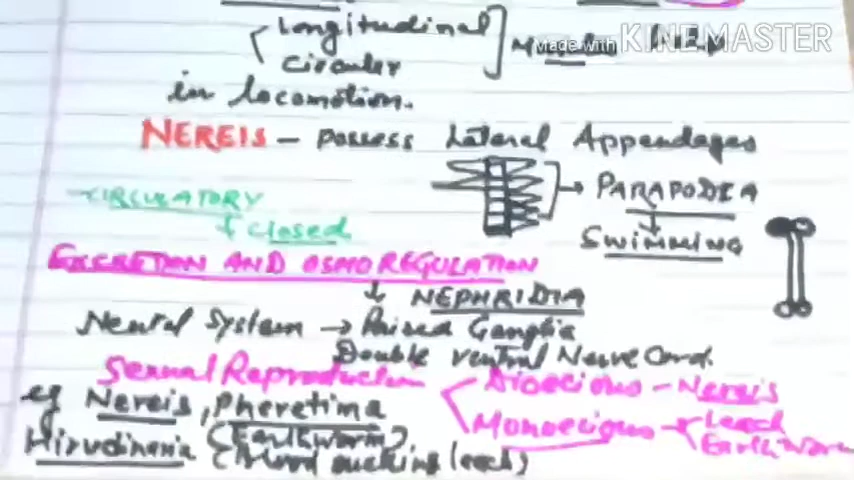 Longitudinal
Circular
Muscles help
made with KINEMASTER
in locomotion.
NEREIS - Possess Lateral Appendages
PARAPODIA
CIRCULATORY
Closed
SWIMMING
EXCRETION AND OSMOREGULATION
NEPHRIDIA
Neural System → Paired Ganglia
Double ventral Nerve Cord.
Sexual Reproduction
Dioecious - Nereis
eg Nereis, Pheretima
Monoecious - Leech
(Earthworm), Earthworm
Hirudinaria (Blood sucking leech)